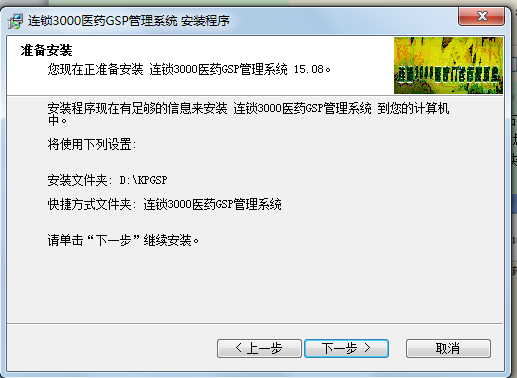 连锁3000医药GSP管理系统 安装程序
准备安装
您现在正准备安装 连锁3000医药GSP管理系统 15.08。
安装程序现在有足够的信息来安装 连锁3000医药GSP管理系统 到您的计算机
中。
将使用下列设置:
安装文件夹: D:\KPGSP
快捷方式文件夹: 连锁3000医药GSP管理系统
请单击“下一步”继续安装。
< 上一步
下一步 >
取消